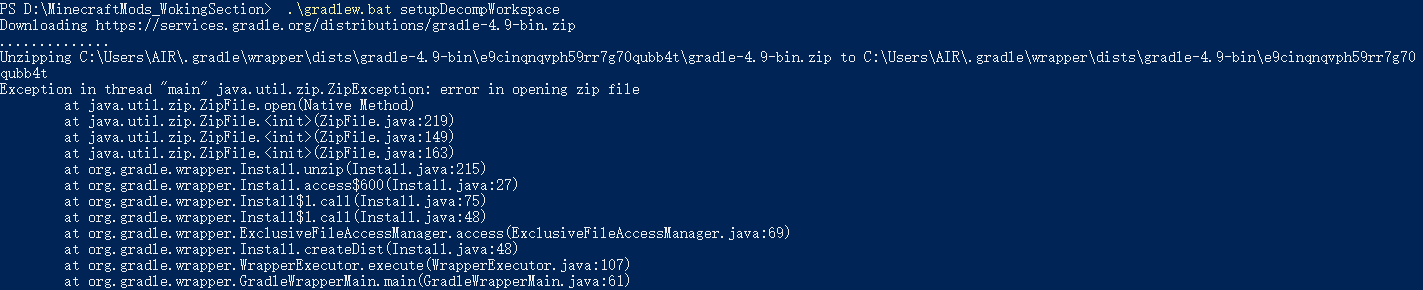 PS D:\MinecraftMods_WokingSection>  .\gradlew.bat setupDecompWorkspace
Downloading https://services.gradle.org/distributions/gradle-4.9-bin.zip
..............
Unzipping C:\Users\AIR\.gradle\wrapper\dists\gradle-4.9-bin\e9cinqnqvph59rr7g70qubb4t\gradle-4.9-bin.zip to C:\Users\AIR\.gradle\wrapper\dists\gradle-4.9-bin\e9cinqnqvph59rr7g70
qubb4t
Exception in thread "main" java.util.zip.ZipException: error in opening zip file
        at java.util.zip.ZipFile.open(Native Method)
        at java.util.zip.ZipFile.<init>(ZipFile.java:219)
        at java.util.zip.ZipFile.<init>(ZipFile.java:149)
        at java.util.zip.ZipFile.<init>(ZipFile.java:163)
        at org.gradle.wrapper.Install.unzip(Install.java:215)
        at org.gradle.wrapper.Install.access$600(Install.java:27)
        at org.gradle.wrapper.Install$1.call(Install.java:75)
        at org.gradle.wrapper.Install$1.call(Install.java:48)
        at org.gradle.wrapper.ExclusiveFileAccessManager.access(ExclusiveFileAccessManager.java:69)
        at org.gradle.wrapper.Install.createDist(Install.java:48)
        at org.gradle.wrapper.WrapperExecutor.execute(WrapperExecutor.java:107)
        at org.gradle.wrapper.GradleWrapperMain.main(GradleWrapperMain.java:61)